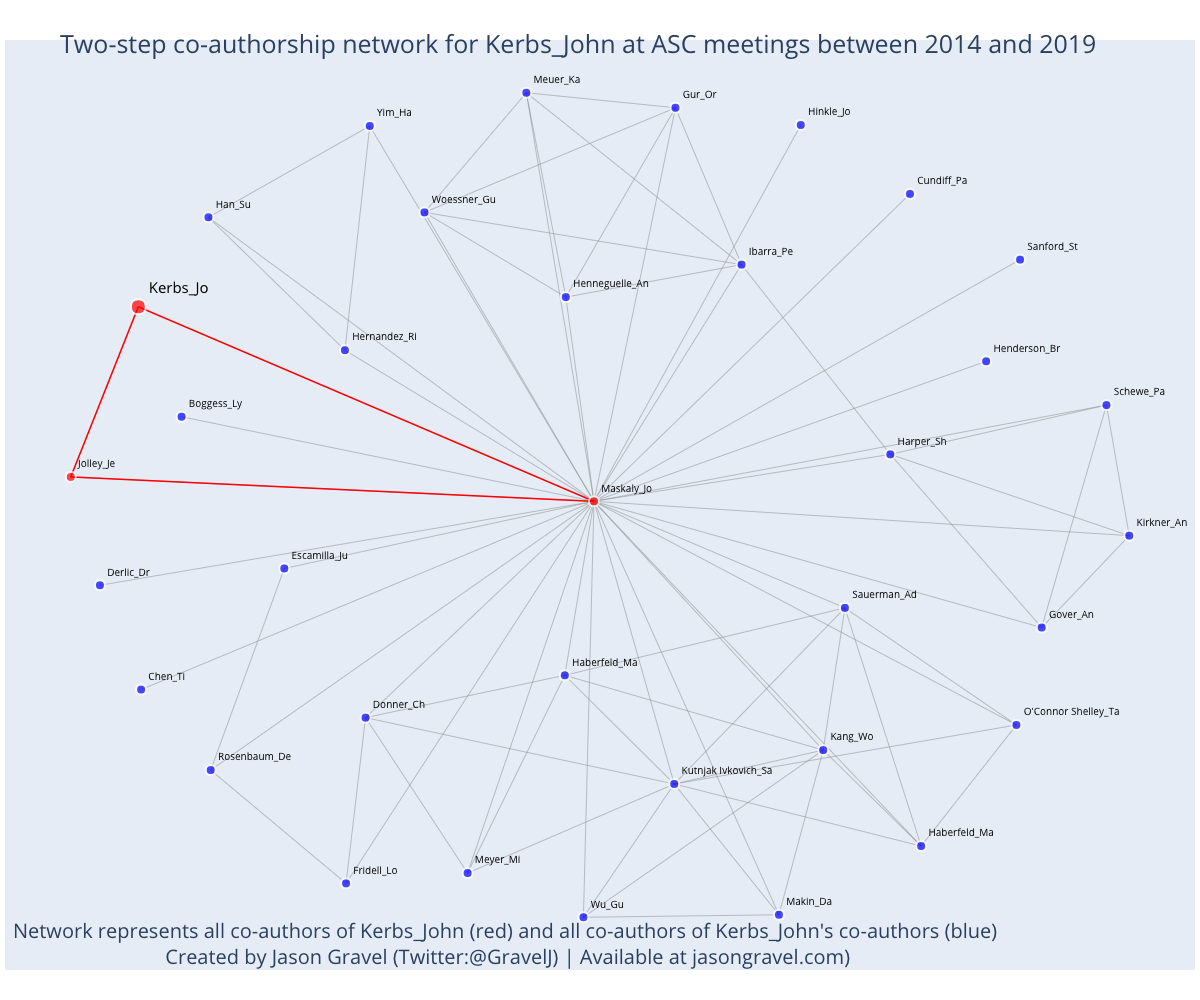 Two-step co-authorship network for Kerbs_John at ASC meetings between 2014 and 2019
Meuer_Ka
Gur_Or
Yim_Ha
Hinkle_Jo
Cundiff_Pa
Woessner_Gu
Han_Su
Sanford_St
Ibarra_Pe
Henneguelle_An
Kerbs_Jo
Hernandez_Ri
Henderson_Br
Schewe_Pa
Boggess_Ly
Harper_Sh
Jolley_Je
Maskaly_Jo
Kirkner_An
Escamilla_Ju
Derlic_Dr
Sauerman_Ad
Gover_An
Haberfeld_Ma
Chen_Ti
Donner_Ch
O'Connor Shelley_Ta
Kang_Wo
Rosenbaum_De
Kutnjak Ivkovich_Sa
Haberfeld_Ma
Meyer_Mi
Fridell_Lo
Makin_Da
Wu_Gu
Network represents all co-authors of Kerbs_John (red) and all co-authors of Kerbs_John's co-authors (blue)
Created by Jason Gravel (Twitter:@GravelJ) | Available at jasongravel.com)